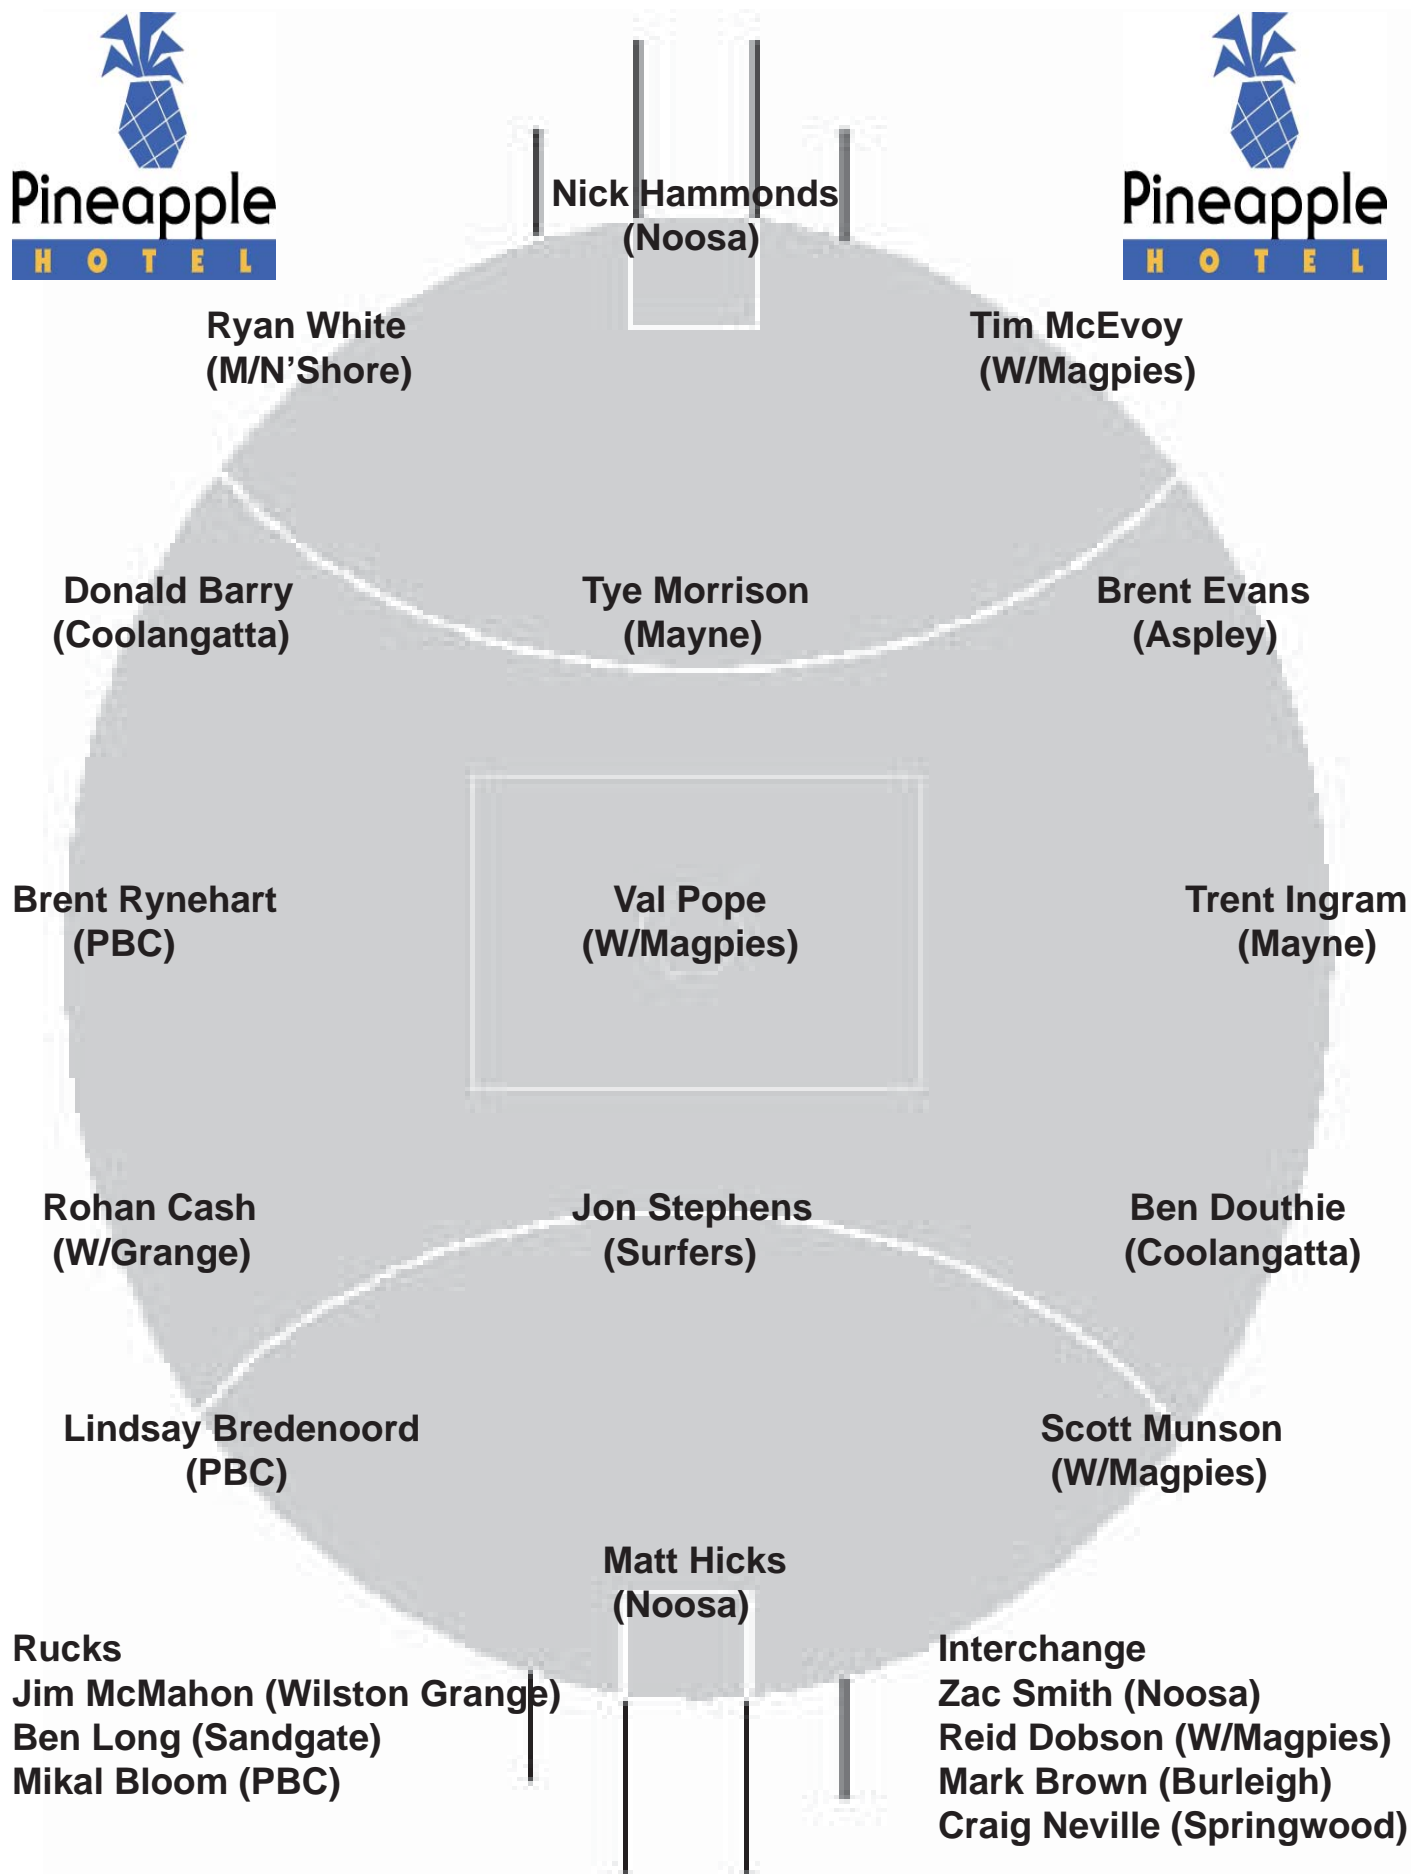 Pineapple
HOTEL
Pineapple
HOTEL
Nick Hammonds
(Noosa)
Ryan White
(M/N’Shore)
Tim McEvoy
(W/Magpies)
Donald Barry
(Coolangatta)
Tye Morrison
(Mayne)
Brent Evans
(Aspley)
Brent Rynehart
(PBC)
Val Pope
(W/Magpies)
Trent Ingram
(Mayne)
Rohan Cash
(W/Grange)
Jon Stephens
(Surfers)
Ben Douthie
(Coolangatta)
Lindsay Bredenoord
(PBC)
Scott Munson
(W/Magpies)
Matt Hicks
(Noosa)
Rucks
Jim McMahon (Wilston Grange)
Ben Long (Sandgate)
Mikal Bloom (PBC)
Interchange
Zac Smith (Noosa)
Reid Dobson (W/Magpies)
Mark Brown (Burleigh)
Craig Neville (Springwood)